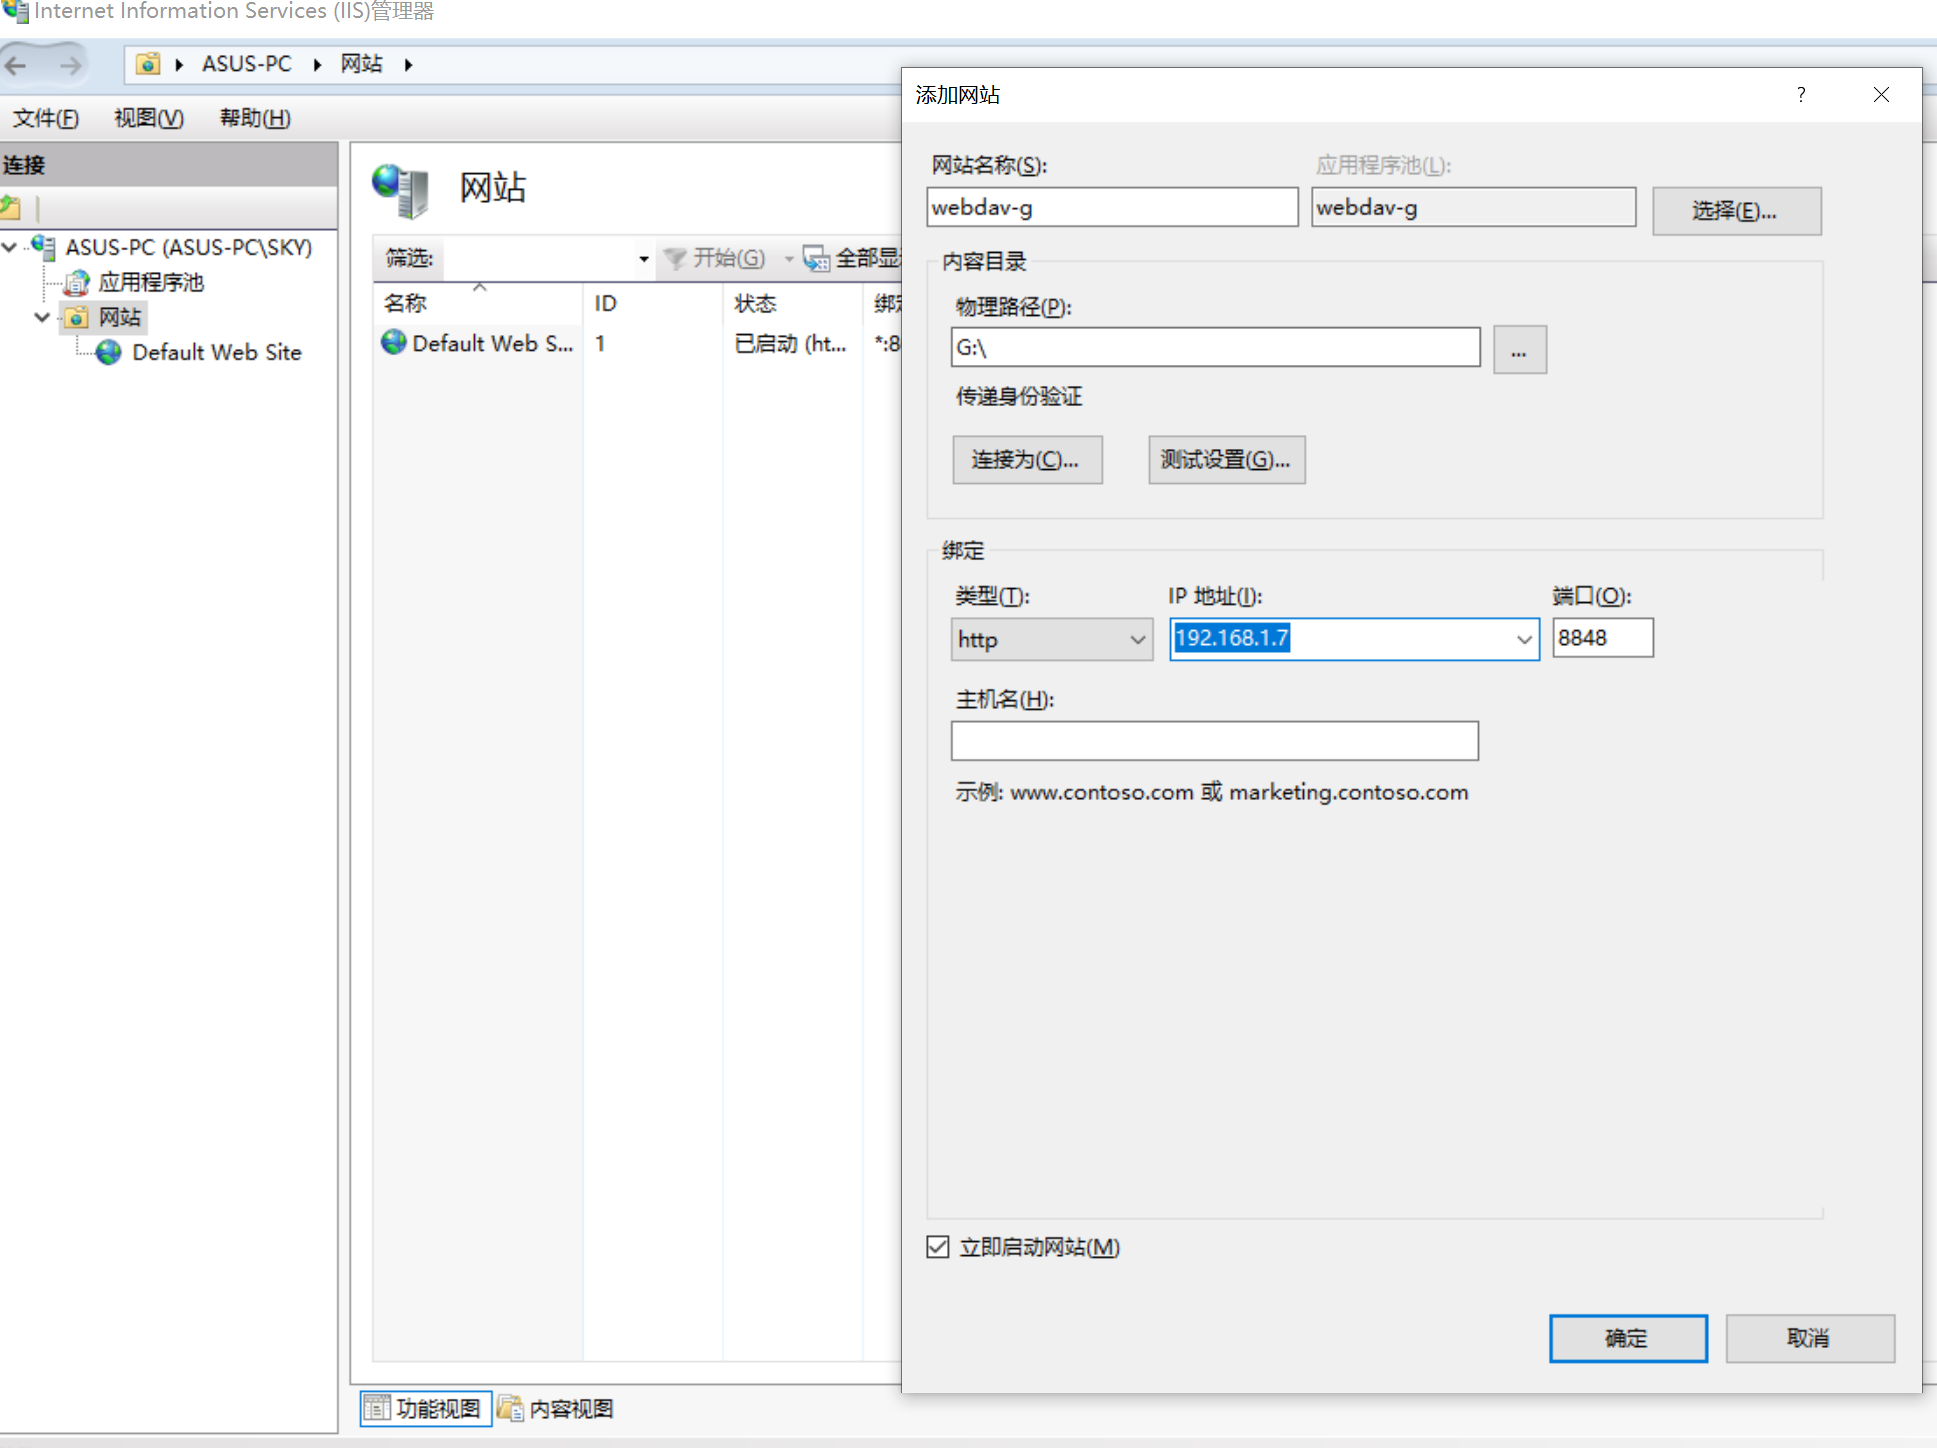 Internet Information Services (IIS)管理器
ASUS-PC 网站
文件(F) 视图(V) 帮助(H)
连接
ASUS-PC (ASUS-PC\SKY)
应用程序池
网站
Default Web Site
网站
筛选: 开始(G) 全部显
名称 ID 状态 绑定
Default Web S... 1 已启动 (ht... *:8
功能视图 内容视图
添加网站
?
网站名称(S): 应用程序池(L):
webdav-g webdav-g 选择(E)...
内容目录
物理路径(P):
G:\ ...
传递身份验证
连接为(C)... 测试设置(G)...
绑定
类型(T): IP 地址(I): 端口(O):
http 192.168.1.7 8848
主机名(H):
示例: www.contoso.com 或 marketing.contoso.com
立即启动网站(M)
确定 取消